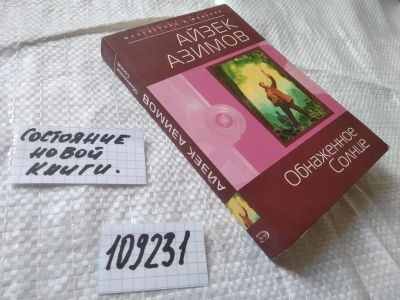 АЙЗЕК
АЗИМОВ
Обнаженное
Солнце
АЙЗЕК АЗИМОВ
СОСТОЯНИЕ
НОВОЙ
КНИГИ.
109231